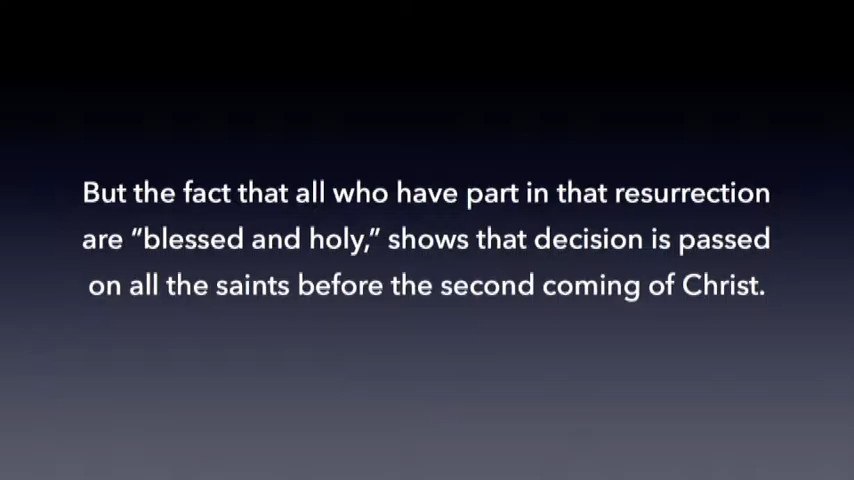 But the fact that all who have part in that resurrection
are “blessed and holy,” shows that decision is passed
on all the saints before the second coming of Christ.